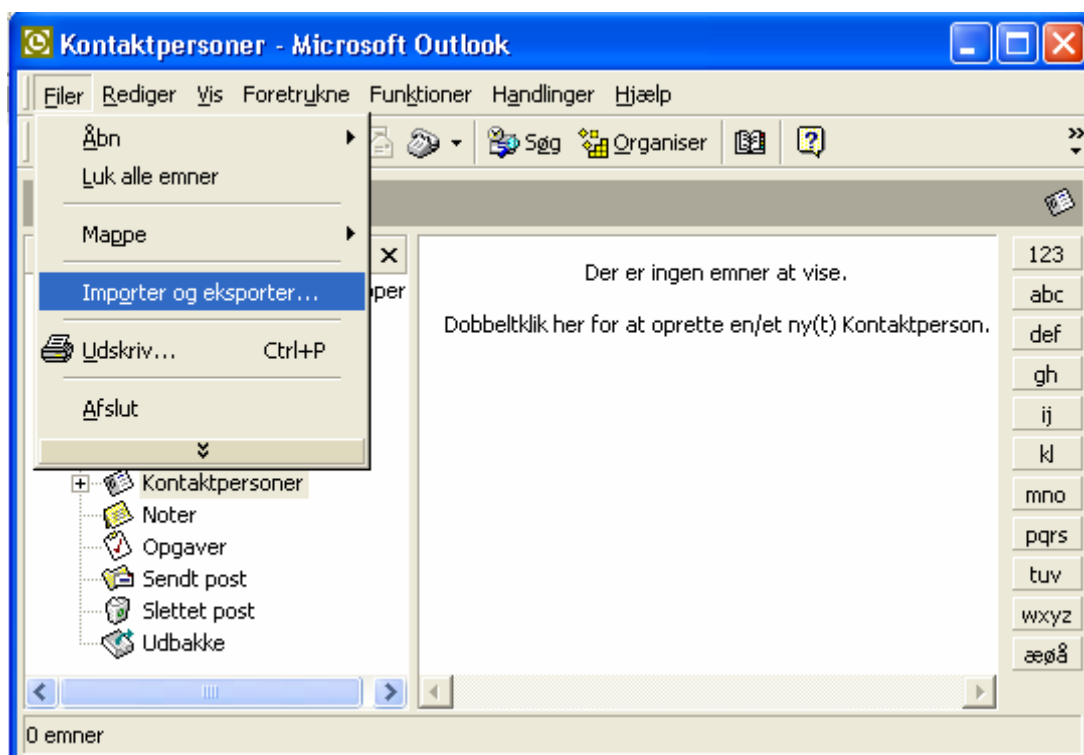 Kontaktpersoner - Microsoft Outlook
Filer Rediger Vis Foretrukne Funktioner Handlinger Hjælp
Søg Organiser
Åbn
Luk alle emner
Mappe
Importer og eksporter...
Udskriv... Ctrl+P
Afslut
Kontaktpersoner
Noter
Opgaver
Sendt post
Slettet post
Udbakke
Der er ingen emner at vise.
Dobbeltklik her for at oprette en/et ny(t) Kontaktperson.
123
abc
def
gh
ij
kl
mno
pqrs
tuv
wxyz
æøå
0 emner